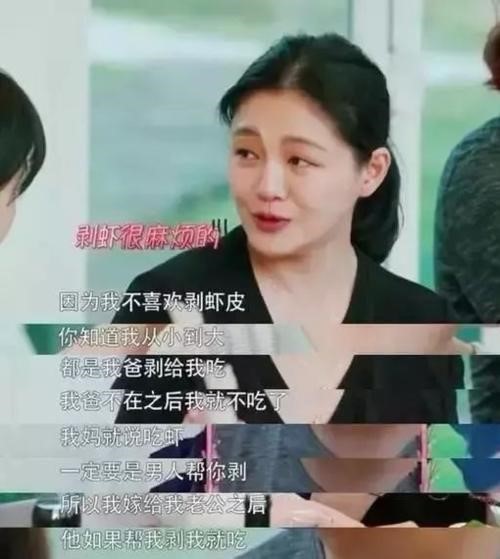 剥虾很麻烦的
因为我不喜欢剥虾皮
你知道我从小到大
都是我爸剥给我吃
我爸不在之后我就不吃了
我妈就说吃虾
一定要是男人帮你剥
所以我嫁给我老公之后
他如果帮我剥我就吃